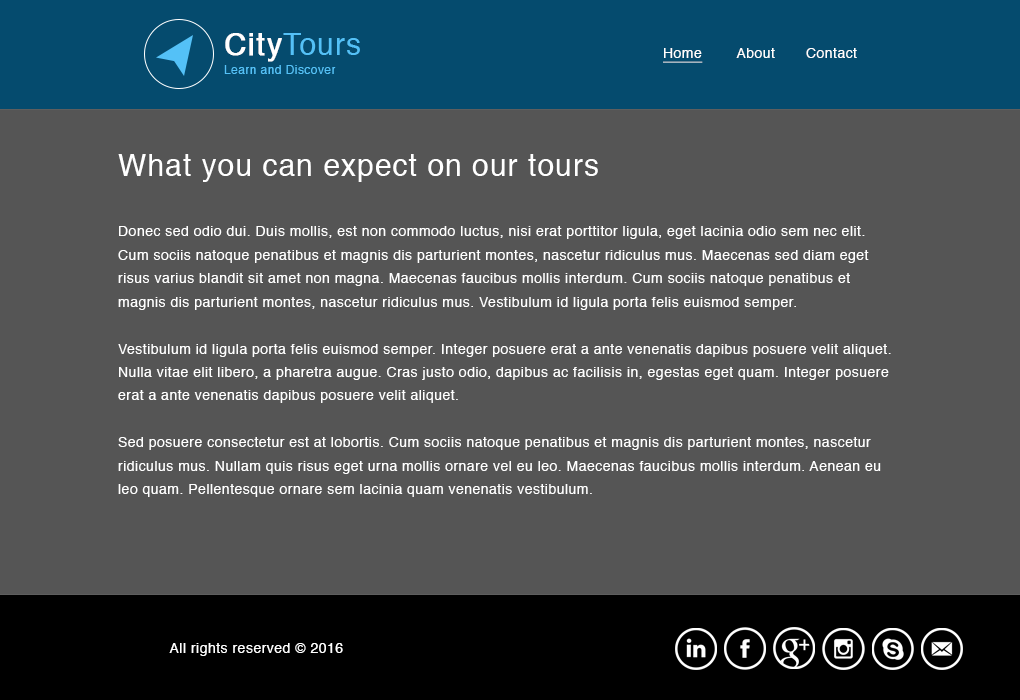 CityTours
Learn and Discover
Home About Contact
What you can expect on our tours
Donec sed odio dui. Duis mollis, est non commodo luctus, nisi erat porttitor ligula, eget lacinia odio sem nec elit.
Cum sociis natoque penatibus et magnis dis parturient montes, nascetur ridiculus mus. Maecenas sed diam eget
risus varius blandit sit amet non magna. Maecenas faucibus mollis interdum. Cum sociis natoque penatibus et
magnis dis parturient montes, nascetur ridiculus mus. Vestibulum id ligula porta felis euismod semper.
Vestibulum id ligula porta felis euismod semper. Integer posuere erat a ante venenatis dapibus posuere velit aliquet.
Nulla vitae elit libero, a pharetra augue. Cras justo odio, dapibus ac facilisis in, egestas eget quam. Integer posuere
erat a ante venenatis dapibus posuere velit aliquet.
Sed posuere consectetur est at lobortis. Cum sociis natoque penatibus et magnis dis parturient montes, nascetur
ridiculus mus. Nullam quis risus eget urna mollis ornare vel eu leo. Maecenas faucibus mollis interdum. Aenean eu
leo quam. Pellentesque ornare sem lacinia quam venenatis vestibulum.
All rights reserved © 2016 in f g+ S